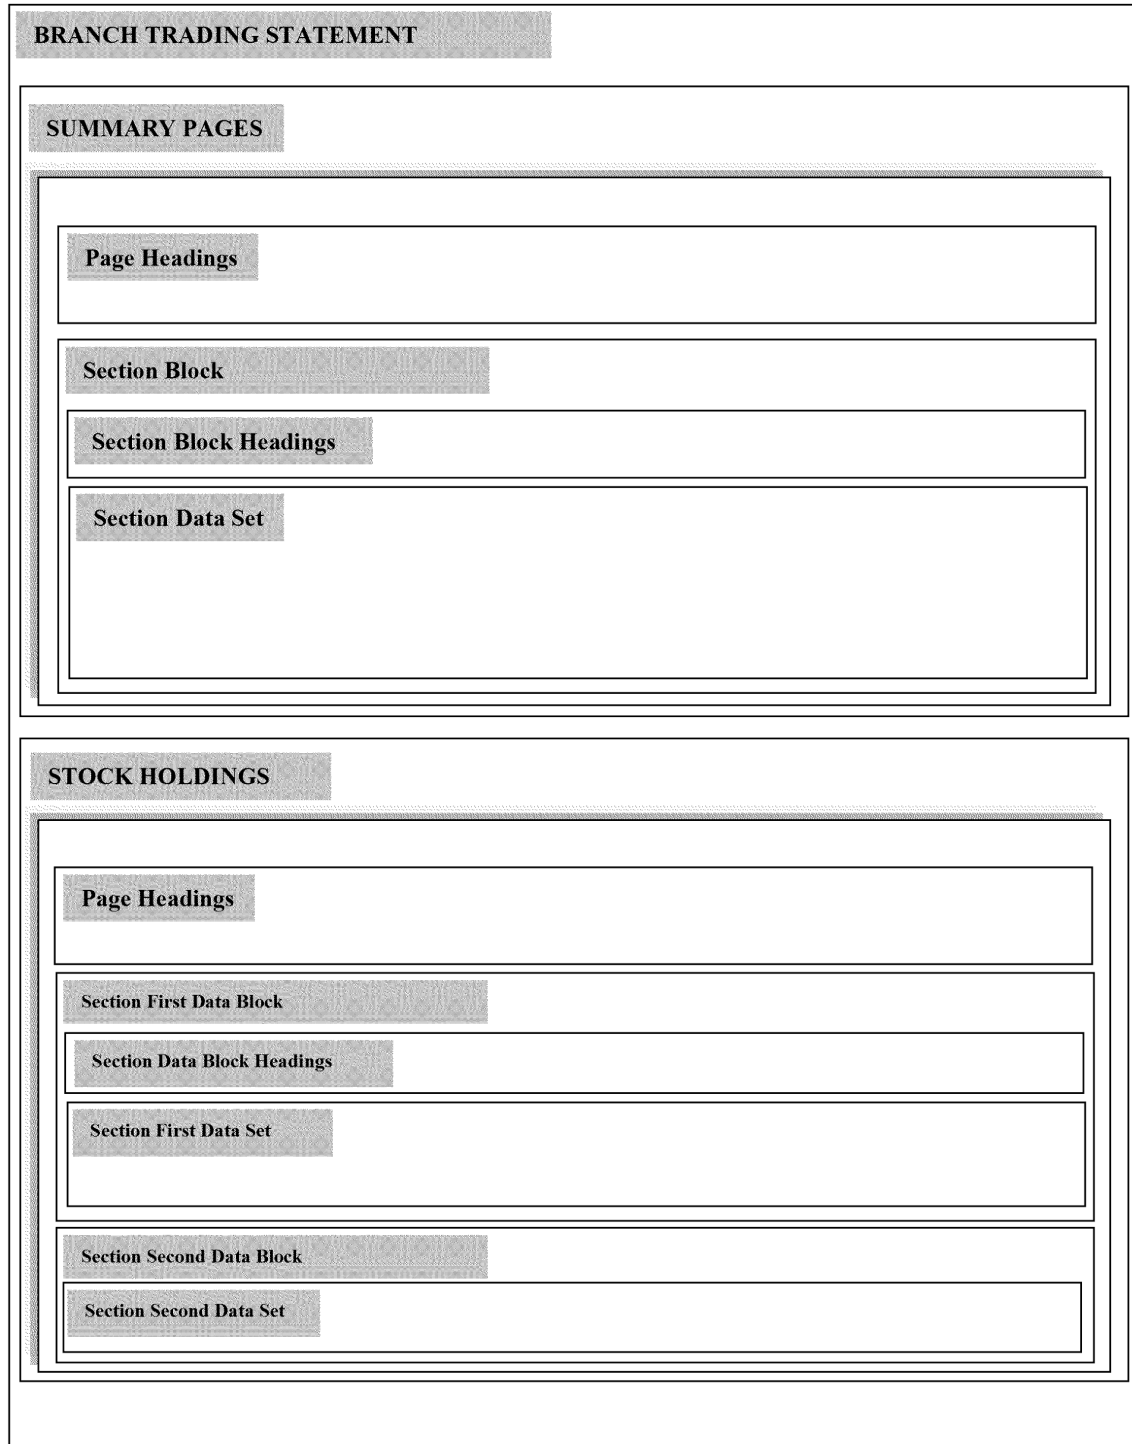 BRANCH TRADING STATEMENT
SUMMARY PAGES
Page Headings
Section Block
Section Block Headings
Section Data Set
STOCK HOLDINGS
Page Headings
Section First Data Block
Section Data Block Headings
Section First Data Set
Section Second Data Block
Section Second Data Set